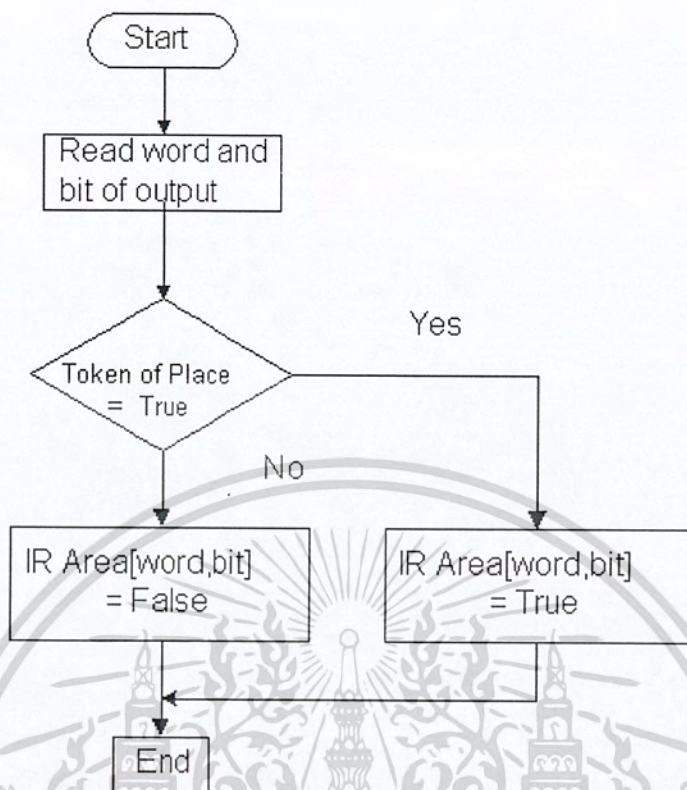 Start
Read word and
bit of output
Yes
Token of Place
= True
No
IR Area[word,bit]
= False
IR Area[word,bit]
= True
End